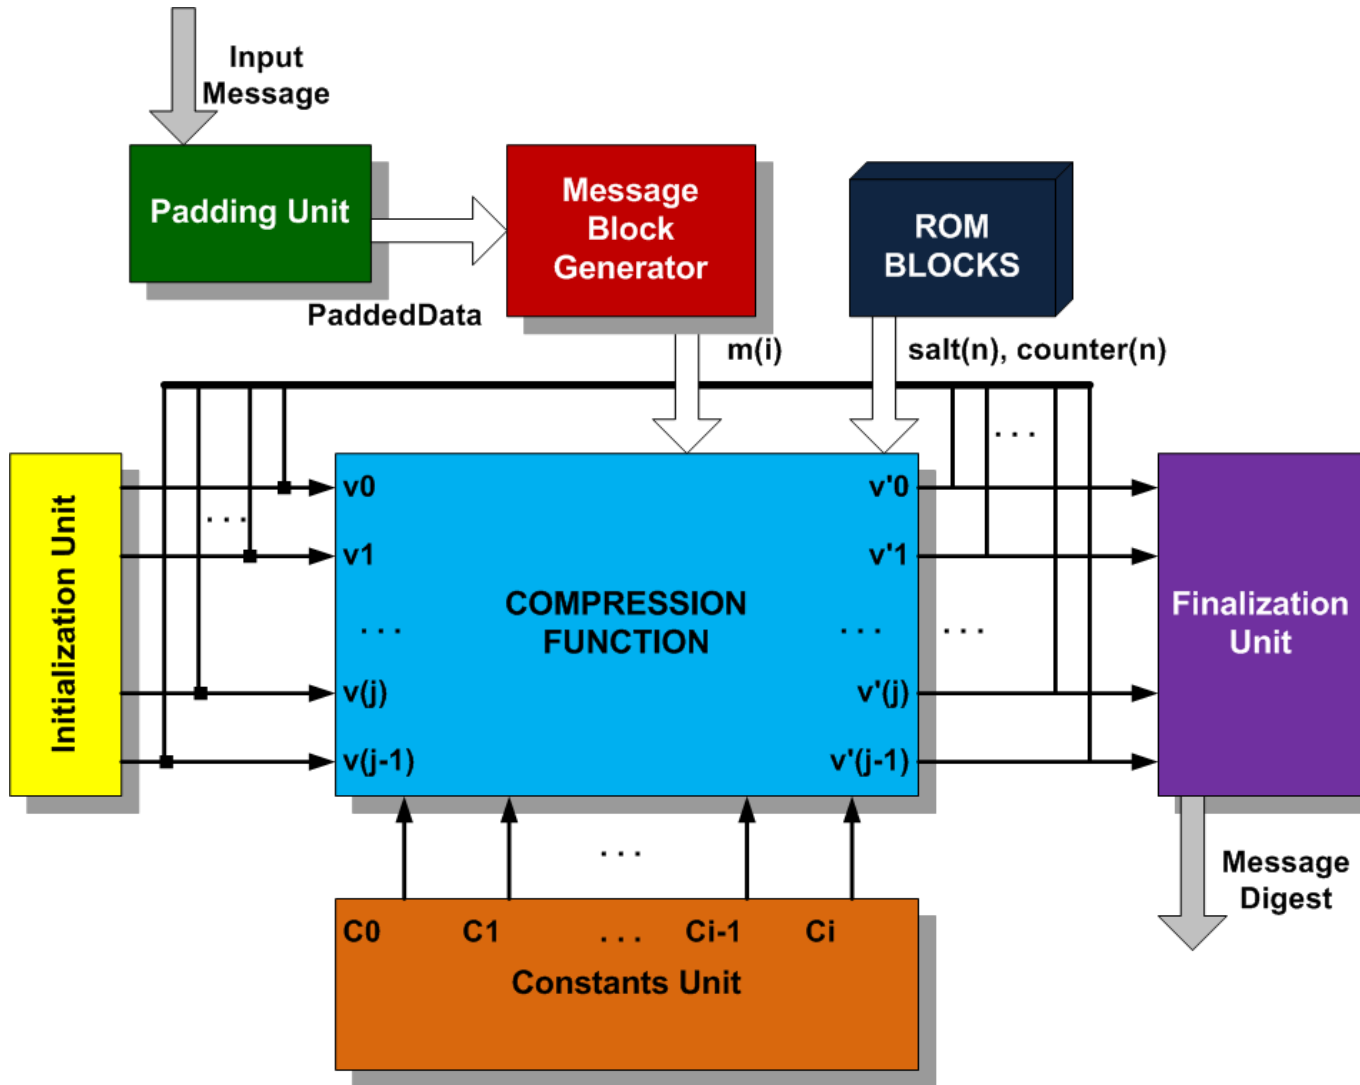 Input
Message
Padding Unit
Message
Block
Generator
ROM
BLOCKS
PaddedData
m(i)
salt(n), counter(n)
. . .
Initialization Unit
v0
v'0
. . .
v1
v'1
COMPRESSION
FUNCTION
. . .
. . .
. . .
Finalization
Unit
v(j)
v'(j)
v(j-1)
v'(j-1)
. . .
Message
Digest
C0
C1
. . .
Ci-1
Ci
Constants Unit